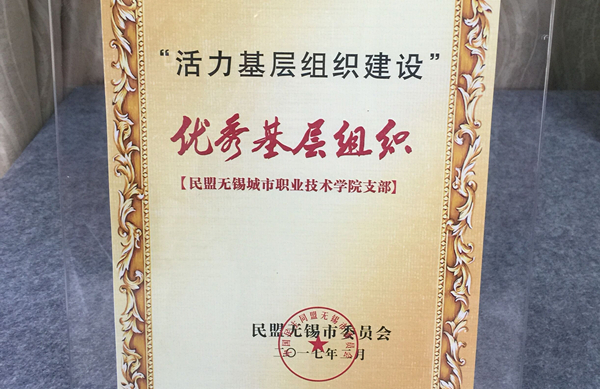 “活力基层组织建设”
优秀基层组织
【民盟无锡城市职业技术学院支部】
民盟无锡市委员会
二〇一七年二月